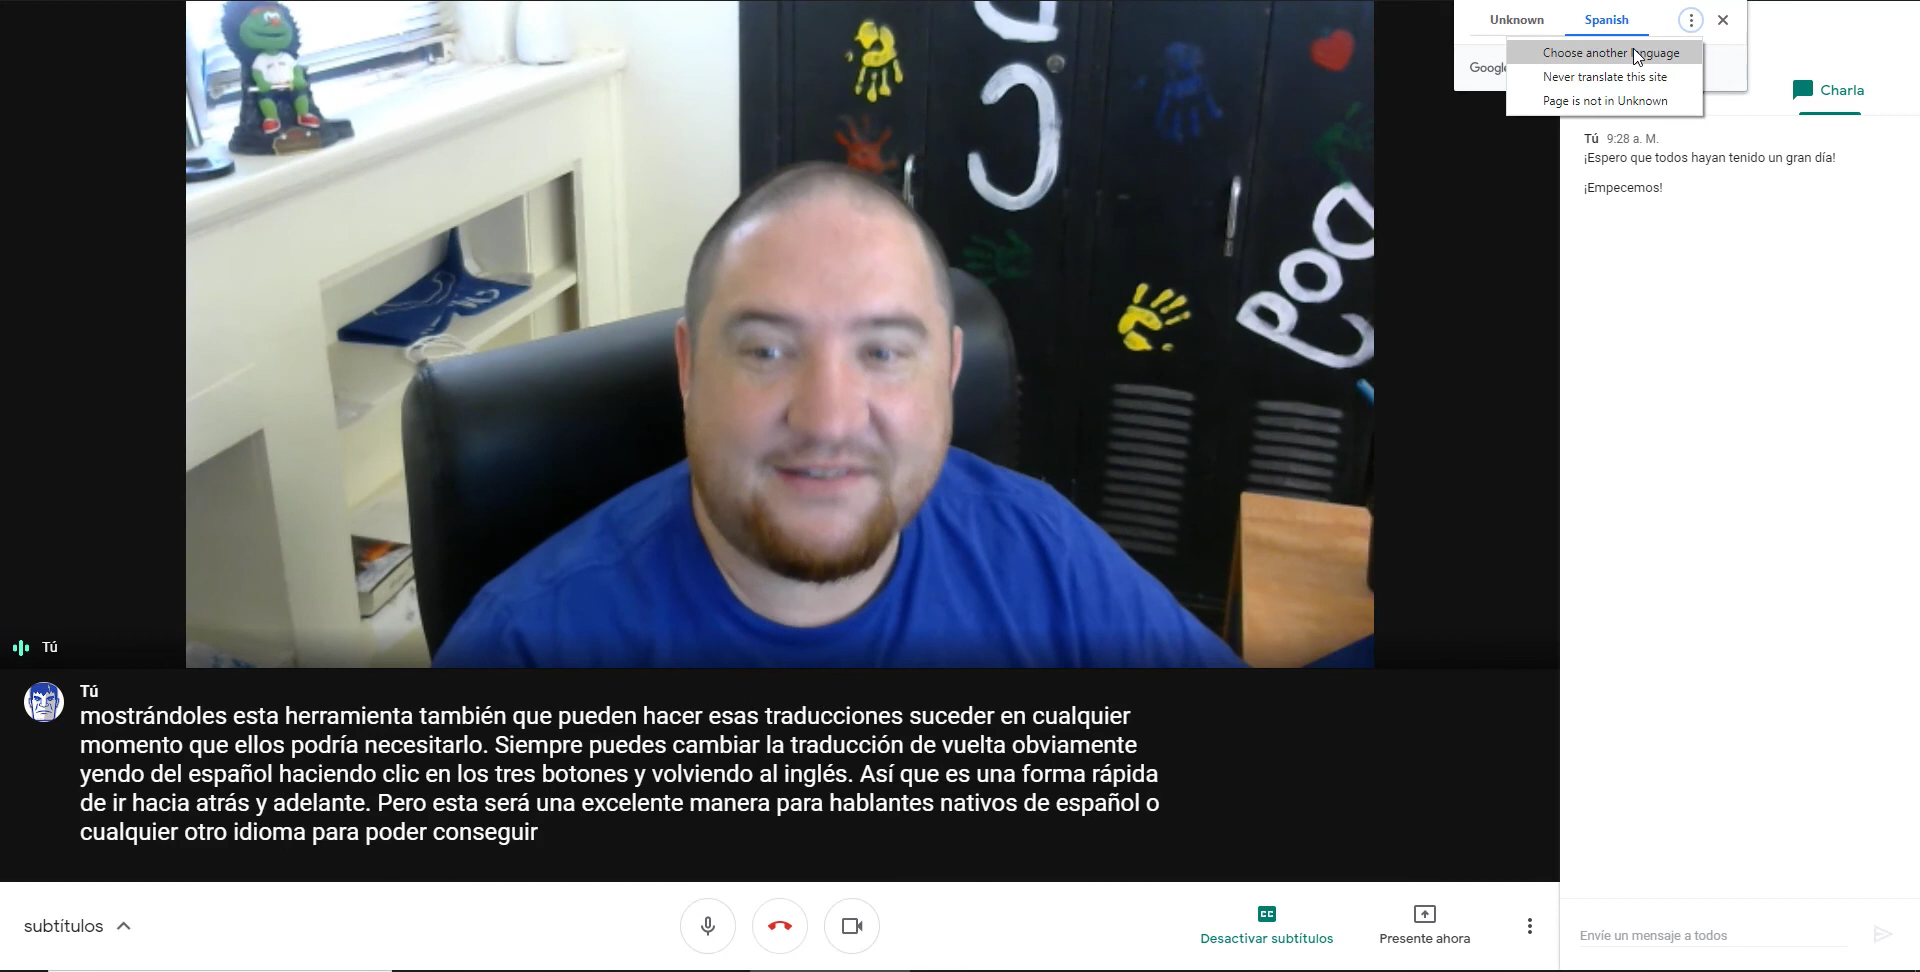 Unknown
Spanish
Choose another
Never translate this site
Page is not in Unknown
Charla
Tú 9:28 a. M.
¡Espero que todos hayan tenido un gran día!
¡Empecemos!
Tú
Tú
mostrándoles esta herramienta también que pueden hacer esas traducciones suceder en cualquier
momento que ellos podría necesitarlo. Siempre puedes cambiar la traducción de vuelta obviamente
yendo del español haciendo clic en los tres botones y volviendo al inglés. Así que es una forma rápida
de ir hacia atrás y adelante. Pero esta será una excelente manera para hablantes nativos de español o
cualquier otro idioma para poder conseguir
subtítulos
CC
Desactivar subtítulos
Presente ahora
Envíe un mensaje a todos